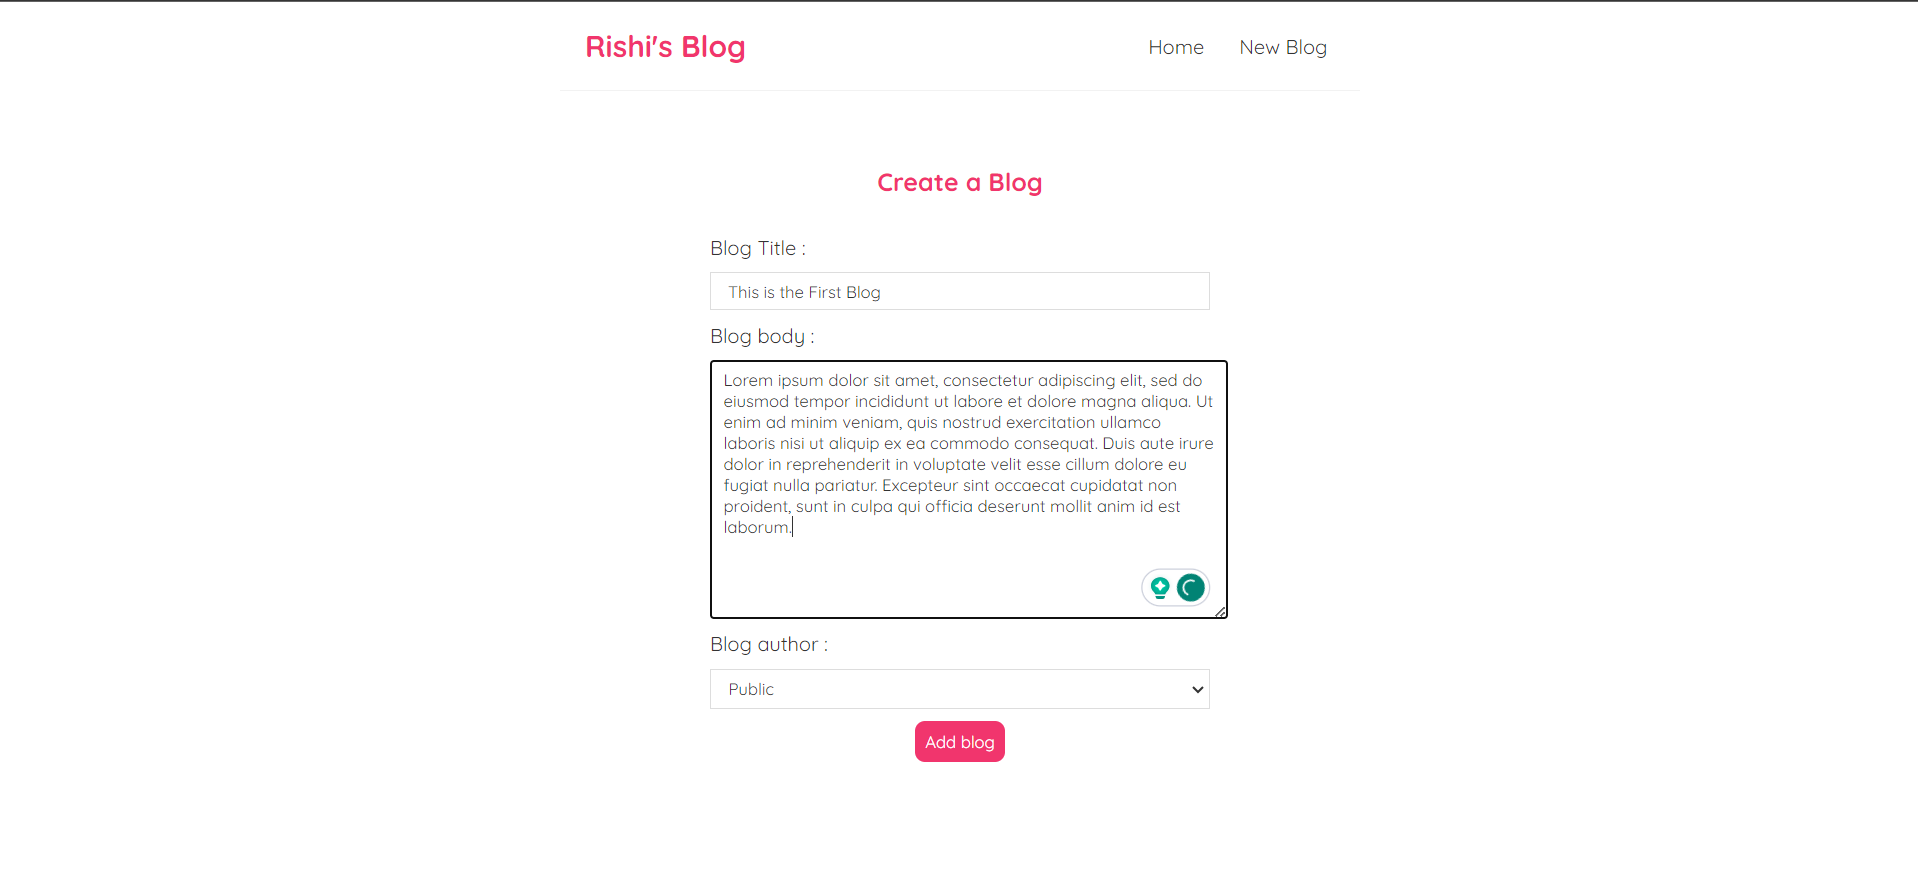 Rishi's Blog
Home
New Blog
Create a Blog
Blog Title :
This is the First Blog
Blog body :
Lorem ipsum dolor sit amet, consectetur adipiscing elit, sed do
eiusmod tempor incididunt ut labore et dolore magna aliqua. Ut
enim ad minim veniam, quis nostrud exercitation ullamco
laboris nisi ut aliquip ex ea commodo consequat. Duis aute irure
dolor in reprehenderit in voluptate velit esse cillum dolore eu
fugiat nulla pariatur. Excepteur sint occaecat cupidatat non
proident, sunt in culpa qui officia deserunt mollit anim id est
laborum.
Blog author :
Public
Add blog